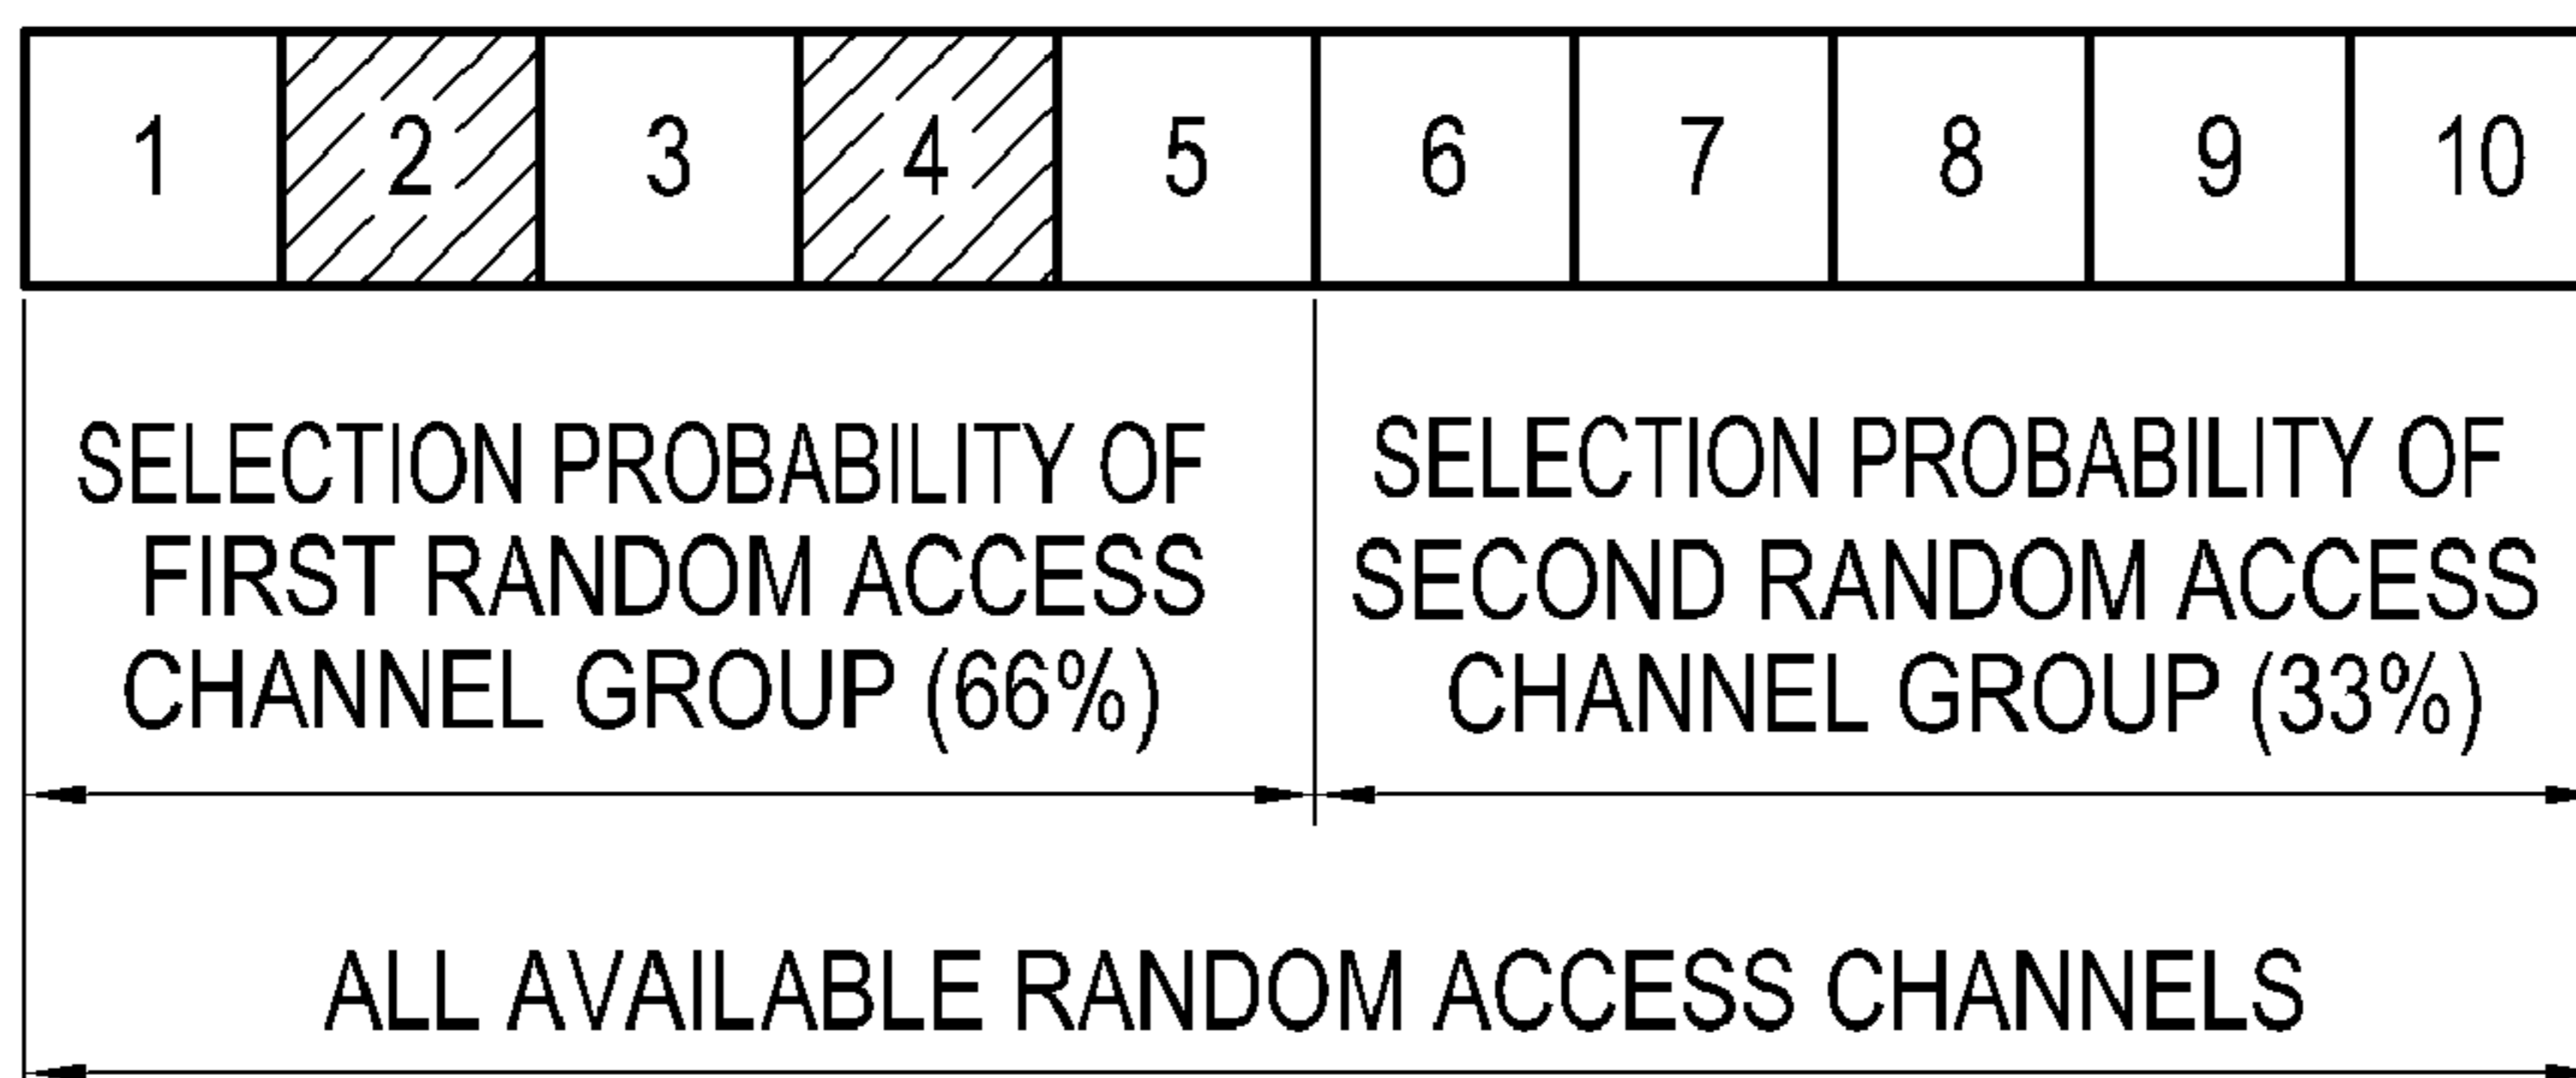 1 2 3 4 5 6 7 8 9 10
SELECTION PROBABILITY OF
FIRST RANDOM ACCESS
CHANNEL GROUP (66%)
SELECTION PROBABILITY OF
SECOND RANDOM ACCESS
CHANNEL GROUP (33%)
ALL AVAILABLE RANDOM ACCESS CHANNELS